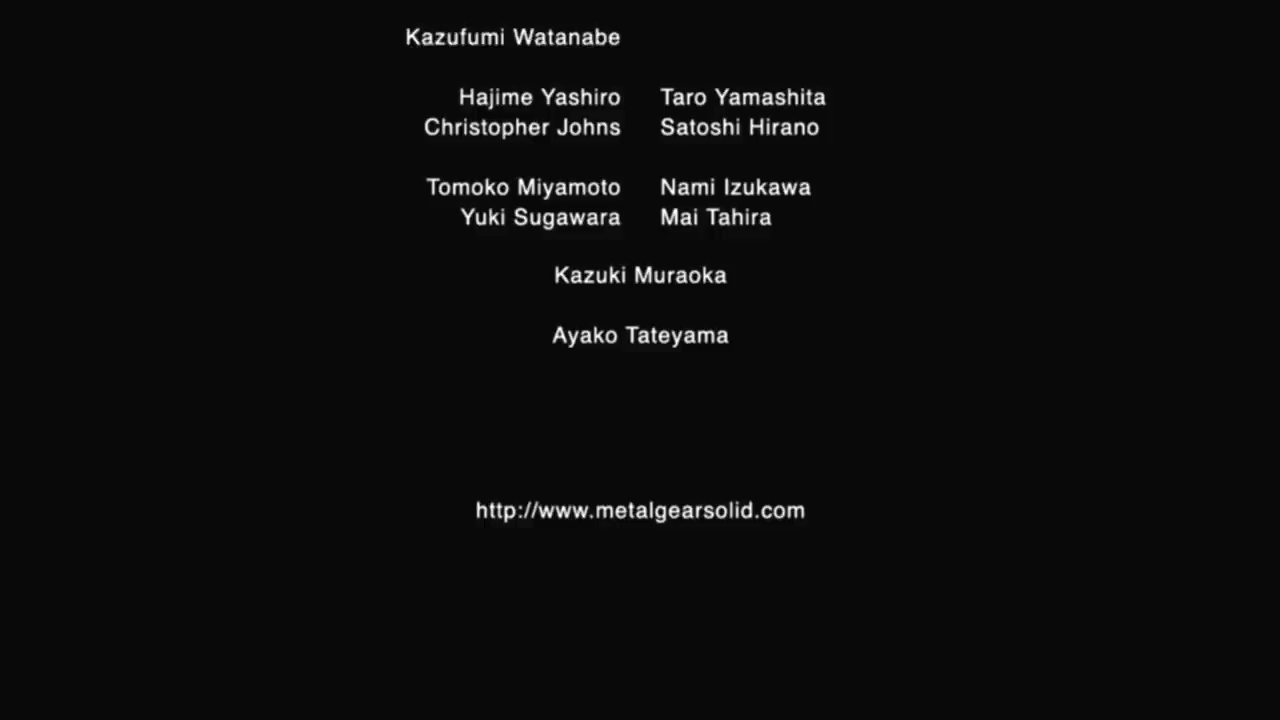 Kazufumi Watanabe
Hajime Yashiro Taro Yamashita
Christopher Johns Satoshi Hirano
Tomoko Miyamoto Nami Izukawa
Yuki Sugawara Mai Tahira
Kazuki Muraoka
Ayako Tateyama
http://www.metalgearsolid.com